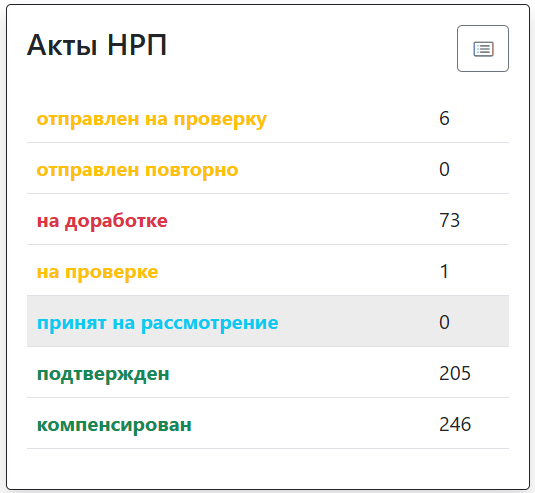 Акты НРП
отправлен на проверку 6
отправлен повторно 0
на доработке 73
на проверке 1
принят на рассмотрение 0
подтвержден 205
компенсирован 246